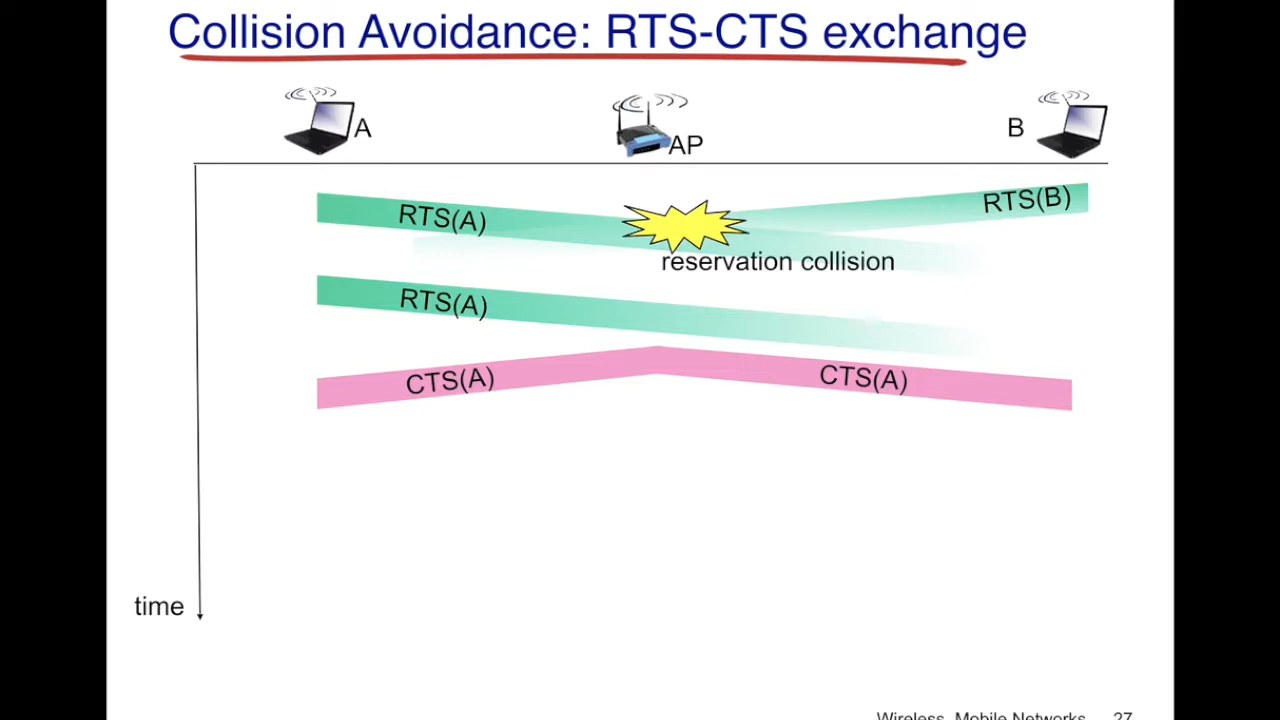 Collision Avoidance: RTS-CTS exchange
A
AP
B
RTS(A)
RTS(B)
reservation collision
RTS(A)
CTS(A)
CTS(A)
time
Wireless, Mobile Networks 27